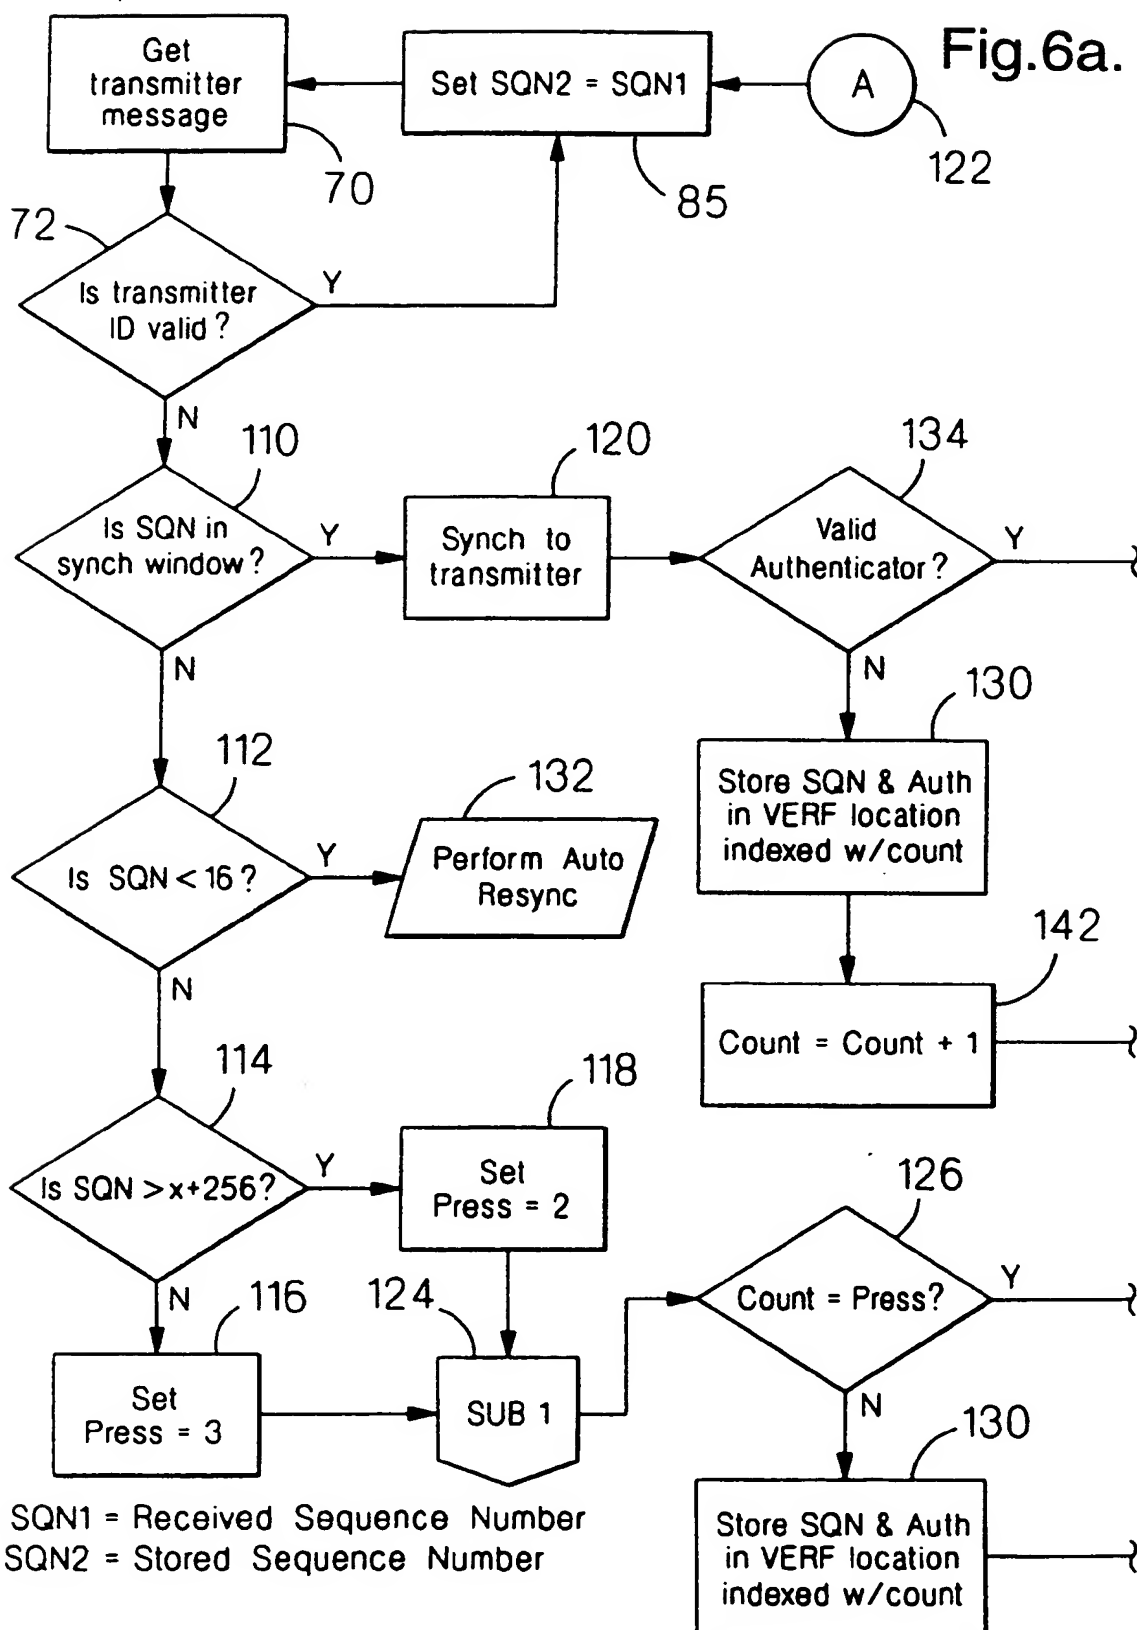 Fig.6a.
Get
transmitter
message
70
Set SQN2 = SQN1
85
A
122
72
Is transmitter
ID valid?
Y
N
110
Is SQN in
synch window?
Y
N
120
Synch to
transmitter
134
Valid
Authenticator?
Y
N
130
Store SQN & Auth
in VERF location
indexed w/count
142
Count = Count + 1
112
Is SQN < 16?
Y
N
132
Perform Auto
Resync
114
Is SQN > x+256?
Y
N
118
Set
Press = 2
116
Set
Press = 3
124
SUB 1
126
Count = Press?
Y
N
130
Store SQN & Auth
in VERF location
indexed w/count
SQN1 = Received Sequence Number
SQN2 = Stored Sequence Number